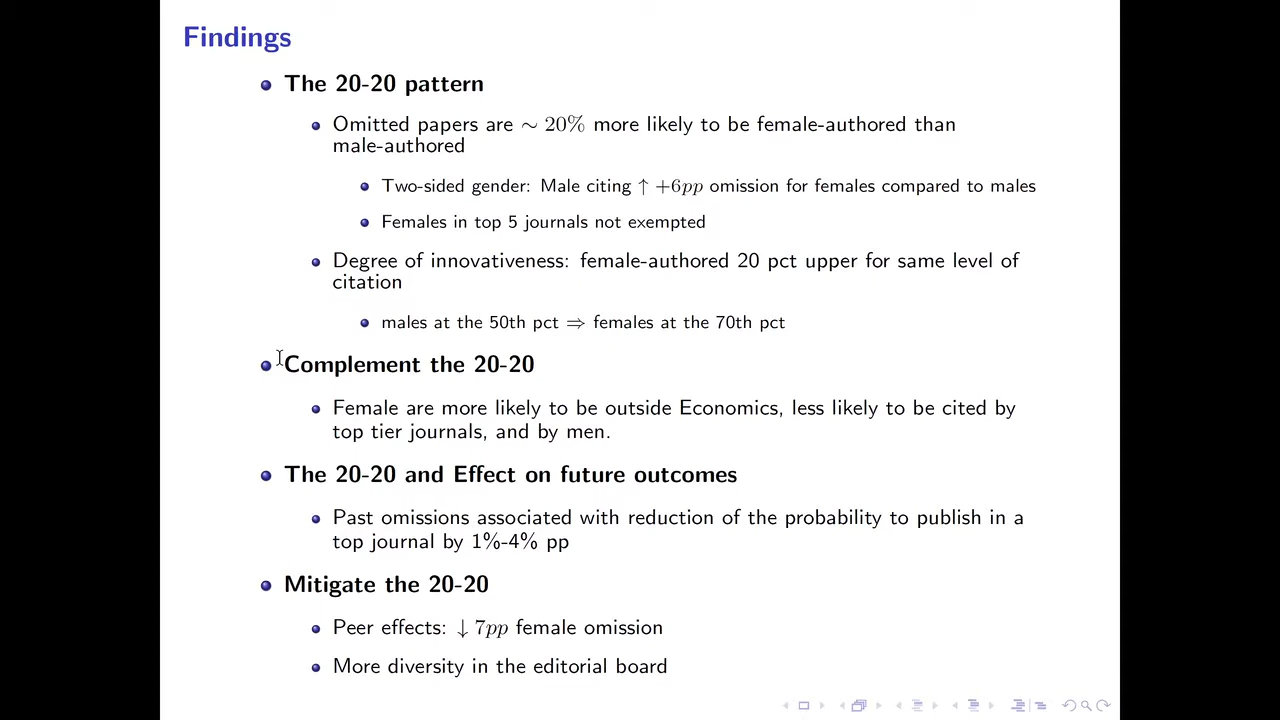 Findings
The 20-20 pattern
Omitted papers are ∼ 20% more likely to be female-authored than
male-authored
Two-sided gender: Male citing ↑ +6pp omission for females compared to males
Females in top 5 journals not exempted
Degree of innovativeness: female-authored 20 pct upper for same level of
citation
males at the 50th pct ⇒ females at the 70th pct
Complement the 20-20
Female are more likely to be outside Economics, less likely to be cited by
top tier journals, and by men.
The 20-20 and Effect on future outcomes
Past omissions associated with reduction of the probability to publish in a
top journal by 1%-4% pp
Mitigate the 20-20
Peer effects: ↓ 7pp female omission
More diversity in the editorial board